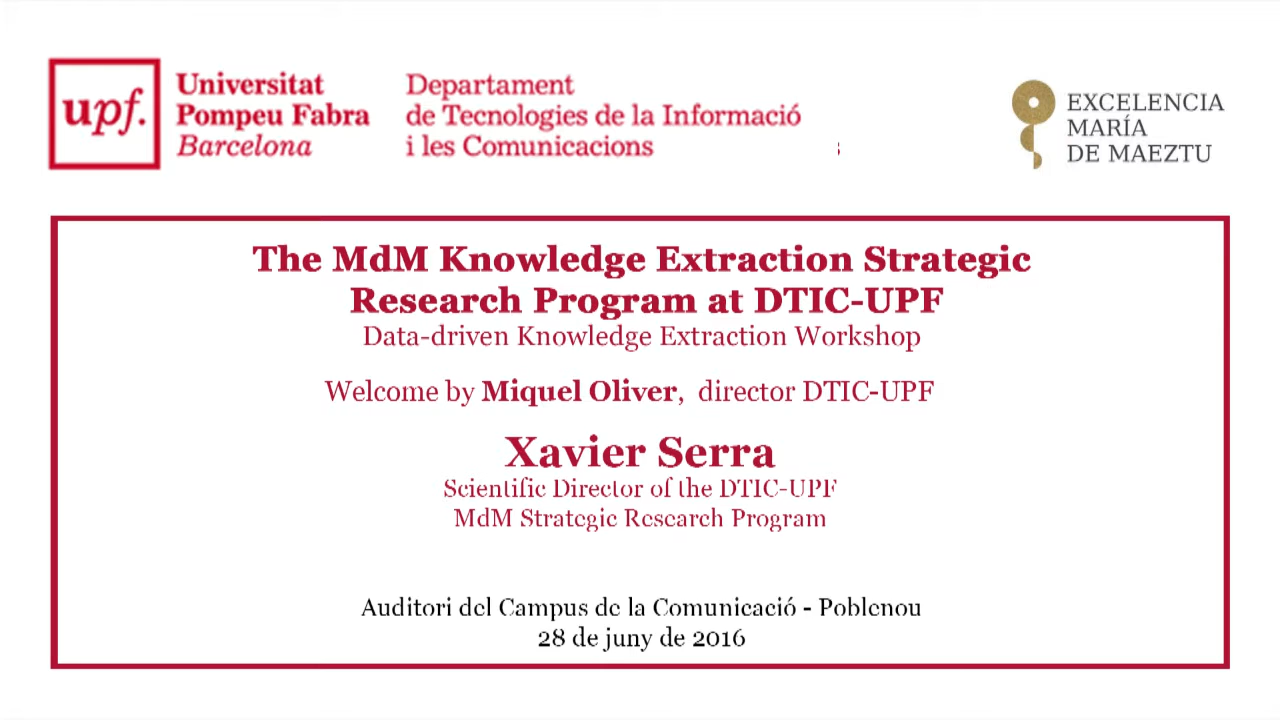 upf.
Universitat
Pompeu Fabra
Barcelona
Departament
de Tecnologies de la Informació
i les Comunicacions
EXCELENCIA
MARÍA
DE MAEZTU
The MdM Knowledge Extraction Strategic
Research Program at DTIC-UPF
Data-driven Knowledge Extraction Workshop
Welcome by Miquel Oliver, director DTIC-UPF
Xavier Serra
Scientific Director of the DTIC-UPF
MdM Strategic Research Program
Auditori del Campus de la Comunicació - Poblenou
28 de juny de 2016